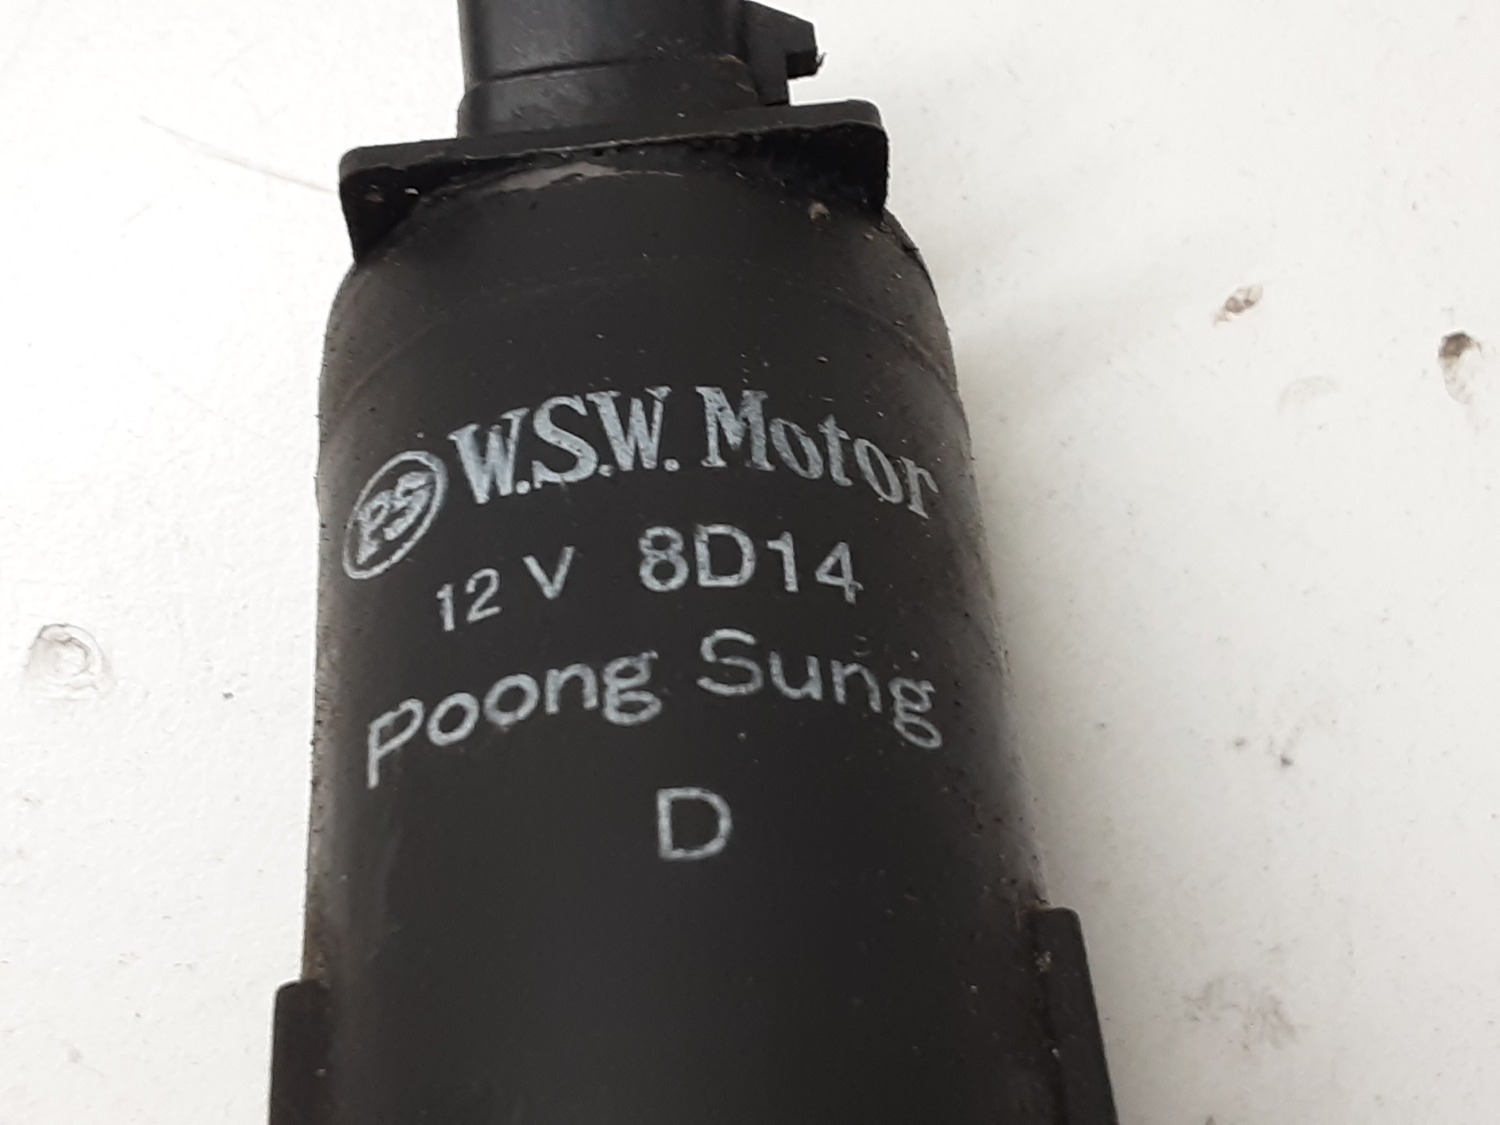 PS W.S.W. Motor
12 V 8D14
Poong Sung
D